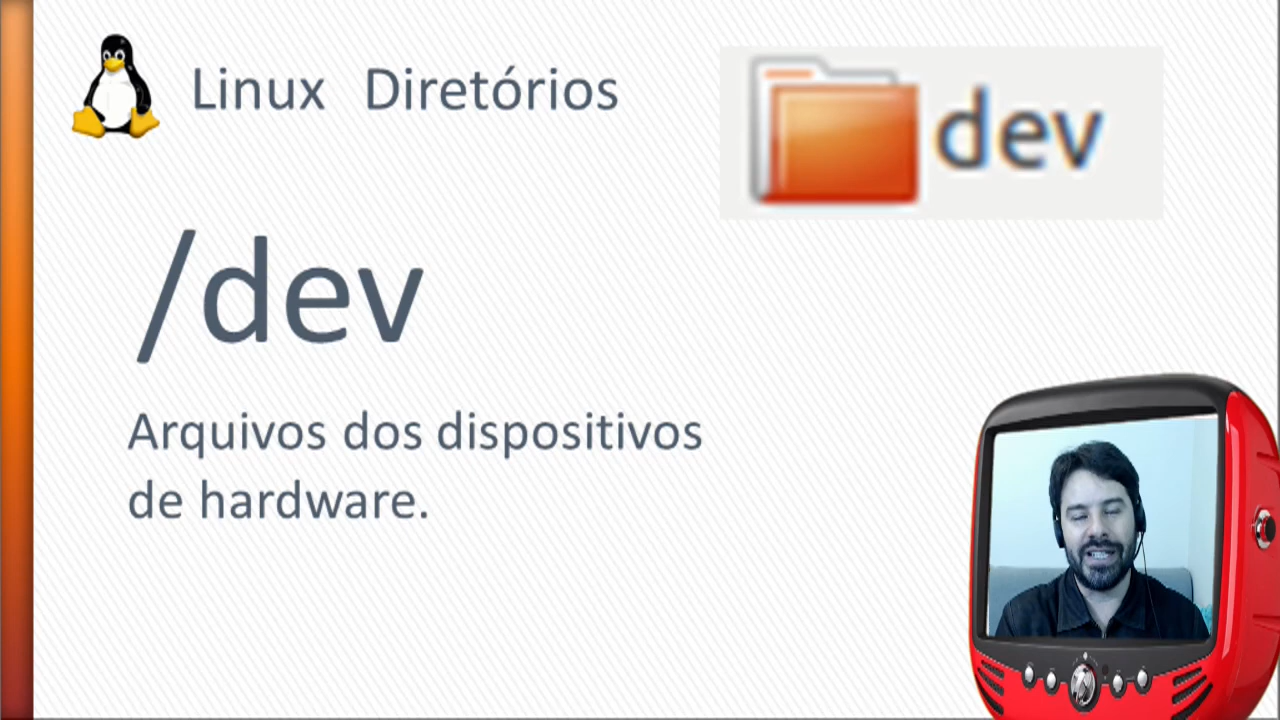 Linux Diretórios
dev
/dev
Arquivos dos dispositivos
de hardware.